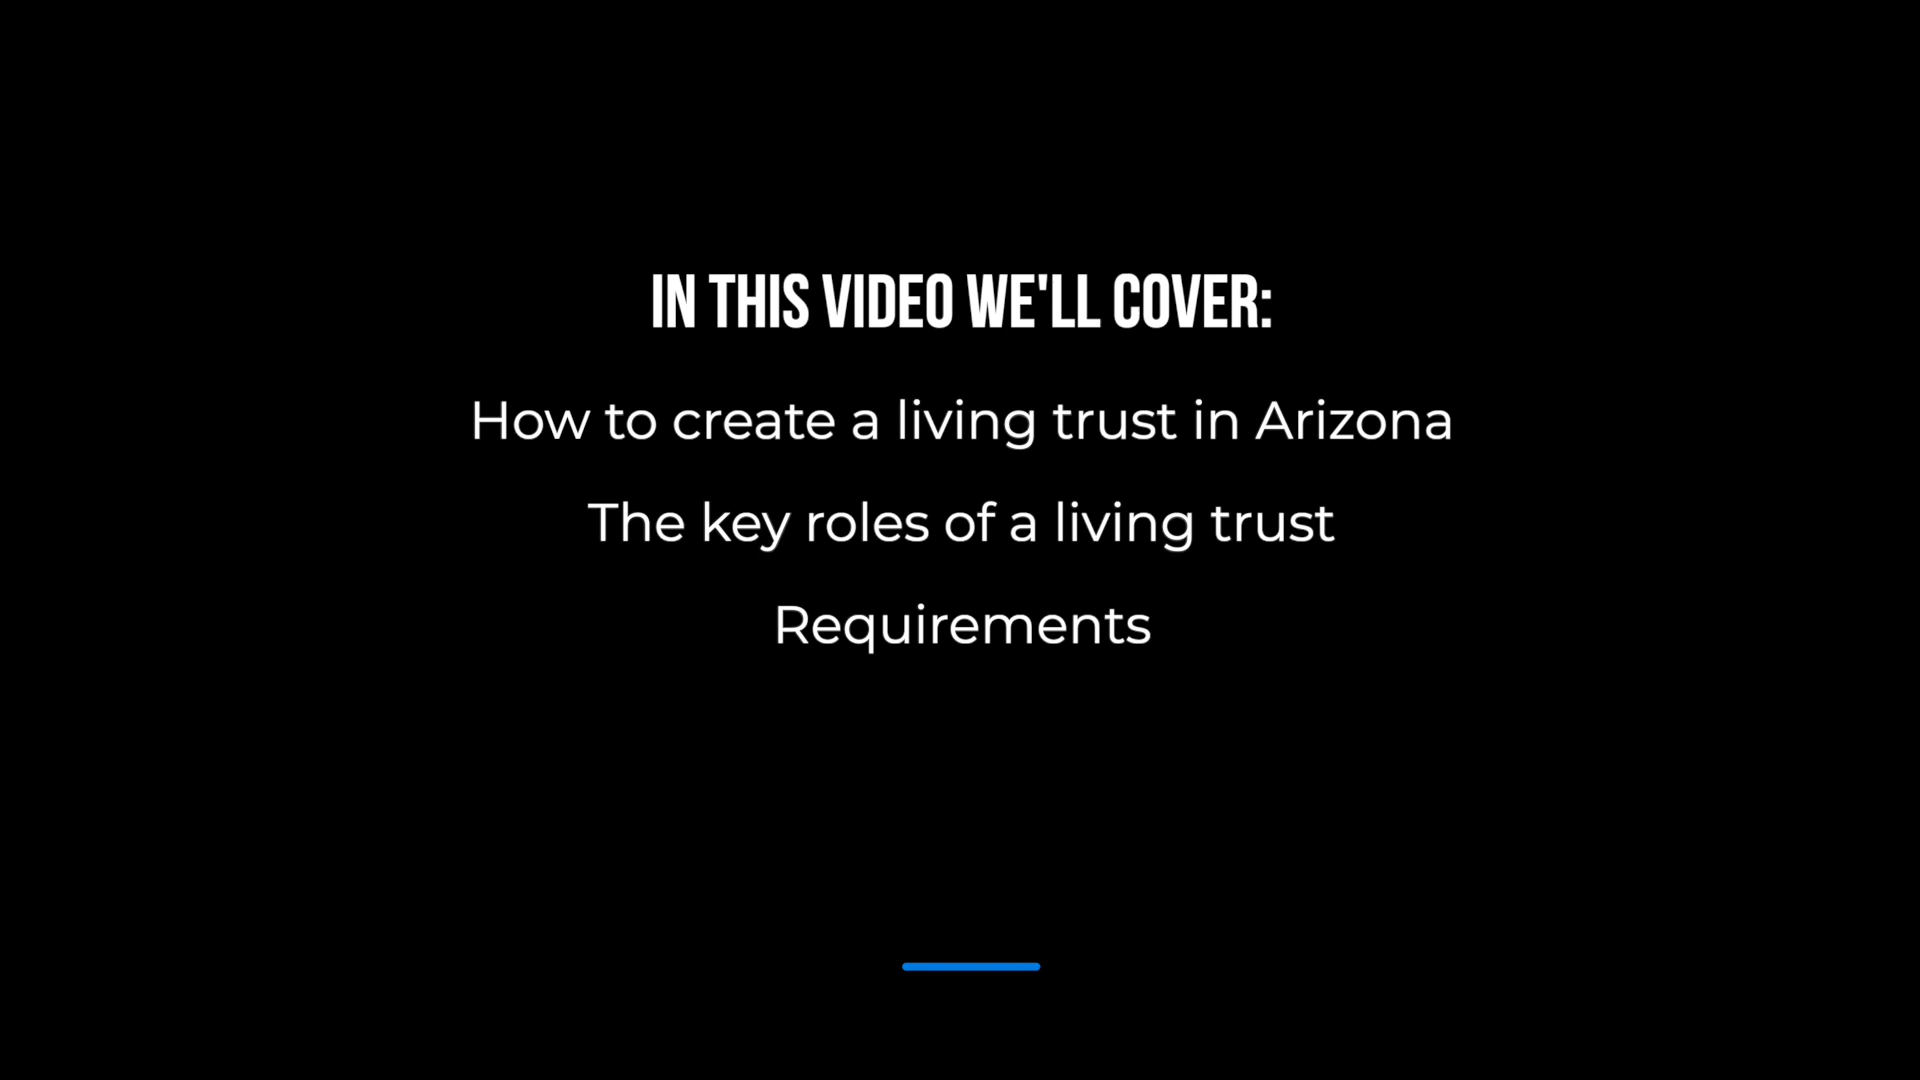 IN THIS VIDEO WE'LL COVER:
How to create a living trust in Arizona
The key roles of a living trust
Requirements